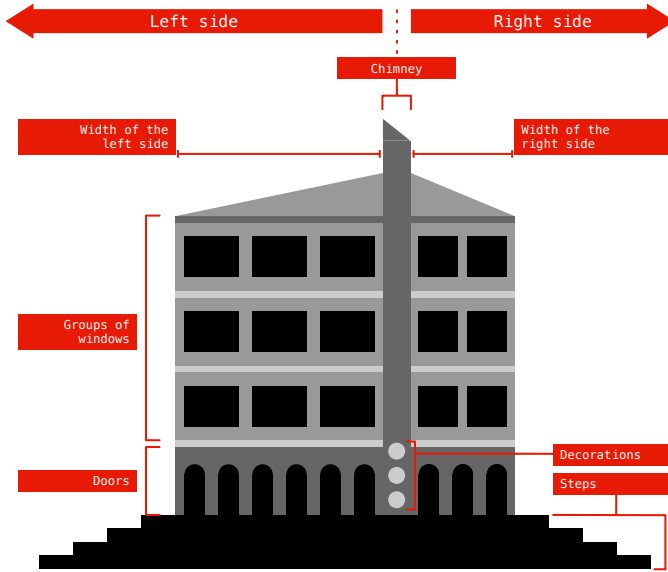 Left side
Right side
Chimney
Width of the
left side
Width of the
right side
Groups of
windows
Doors
Decorations
Steps